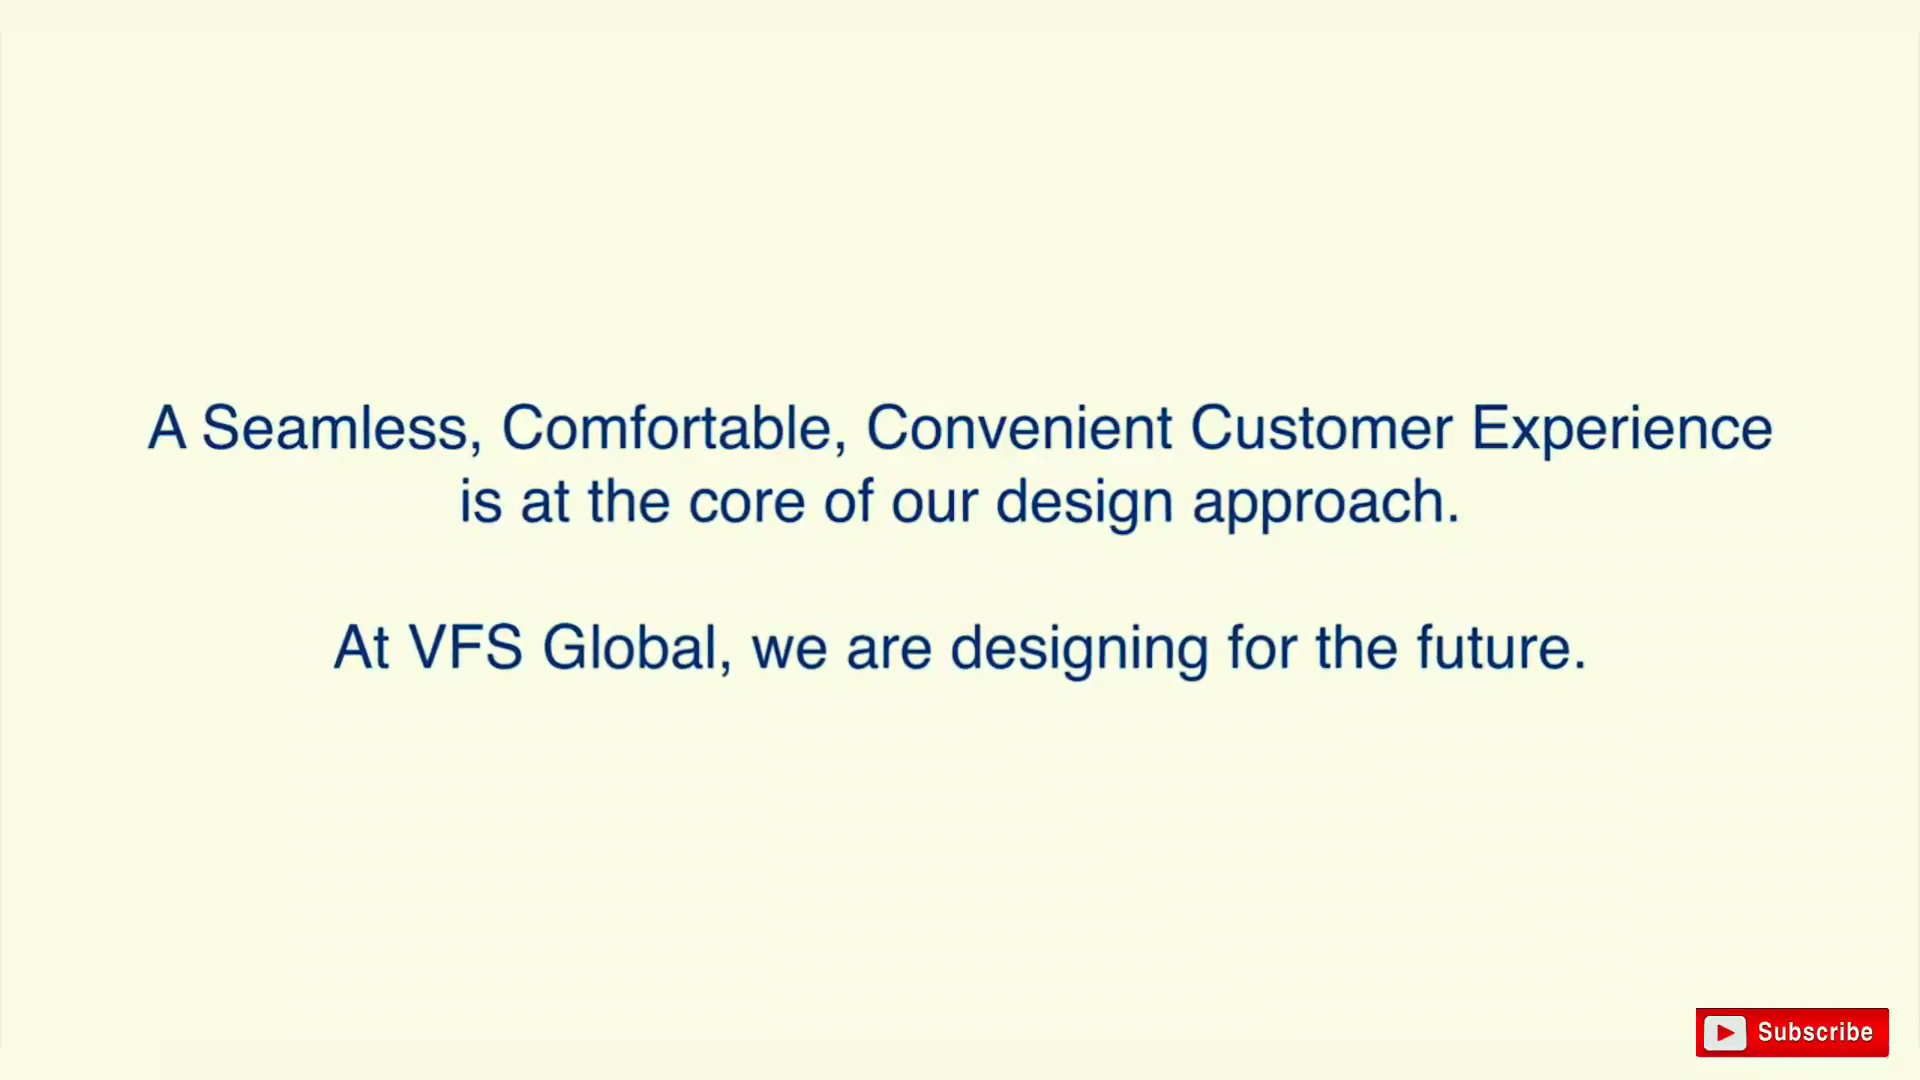 A Seamless, Comfortable, Convenient Customer Experience
is at the core of our design approach.
At VFS Global, we are designing for the future.
Subscribe